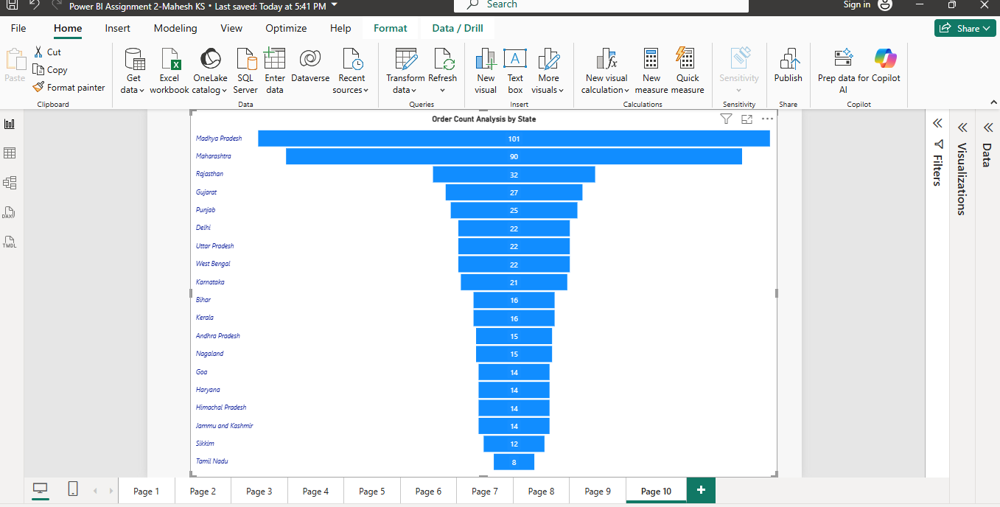 Power BI Assignment 2-Mahesh KS • Last saved: Today at 5:41 PM
Search
Sign in
File Home Insert Modeling View Optimize Help Format Data / Drill
Share
Paste
Cut
Copy
Format painter
Get data
Excel workbook
OneLake catalog
SQL Server
Enter data
Dataverse
Recent sources
Transform data
Refresh
New visual
Text box
More visuals
New visual calculation
New measure
Quick measure
Sensitivity
Publish
Prep data for AI
Copilot
Clipboard Data Queries Insert Calculations Sensitivity Share Copilot
DAX
TMDL
Order Count Analysis by State
Madhya Pradesh 101
Maharashtra 90
Rajasthan 32
Gujarat 27
Punjab 25
Delhi 22
Uttar Pradesh 22
West Bengal 22
Karnataka 21
Bihar 16
Kerala 16
Andhra Pradesh 15
Nagaland 15
Goa 14
Haryana 14
Himachal Pradesh 14
Jammu and Kashmir 14
Sikkim 12
Tamil Nadu 8
Filters
Visualizations
Data
Page 1 Page 2 Page 3 Page 4 Page 5 Page 6 Page 7 Page 8 Page 9 Page 10